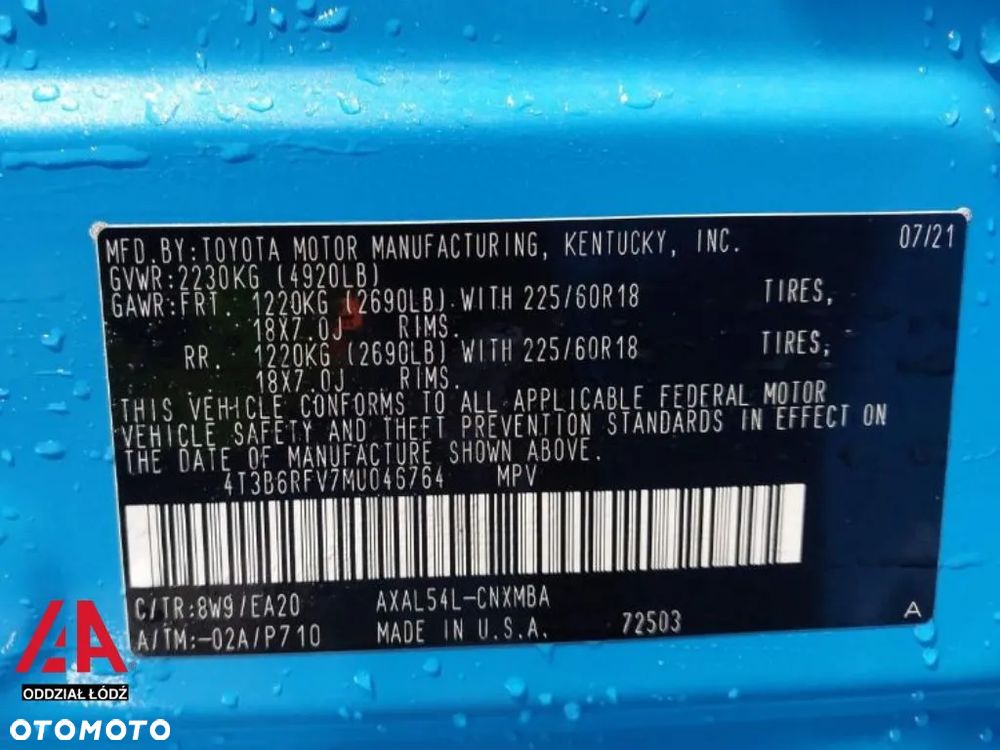 MFD.BY:TOYOTA MOTOR MANUFACTURING, KENTUCKY, INC. 07/21
GVWR:2230KG (4920LB)
GAWR:FRT. 1220KG (2690LB) WITH 225/60R18 TIRES,
18X7.0J RIMS.
RR. 1220KG (2690LB) WITH 225/60R18 TIRES,
18X7.0J RIMS.
THIS VEHICLE CONFORMS TO ALL APPLICABLE FEDERAL MOTOR
VEHICLE SAFETY AND THEFT PREVENTION STANDARDS IN EFFECT ON
THE DATE OF MANUFACTURE SHOWN ABOVE.
4T3B6RFV7MU046764 MPV
C/TR:8W9/EA20 AXAL54L-CNXMBA
A/TM:-02A/P710 MADE IN U.S.A. 72503 A
AA
ODDZIAŁ ŁÓDŹ
OTOMOTO